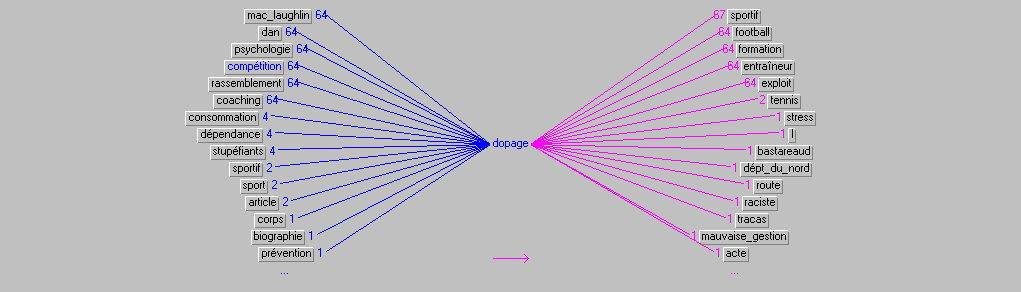 mac_laughlin 64
dan 64
psychologie 64
compétition 64
rassemblement 64
coaching 64
consommation 4
dépendance 4
stupéfiants 4
sportif 2
sport 2
article 2
corps 1
biographie 1
prévention 1
...
dopage
67 sportif
64 football
64 formation
64 entraîneur
64 exploit
2 tennis
1 stress
1 l
1 bastareaud
1 dépt_du_nord
1 route
1 raciste
1 tracas
1 mauvaise_gestion
1 acte
...